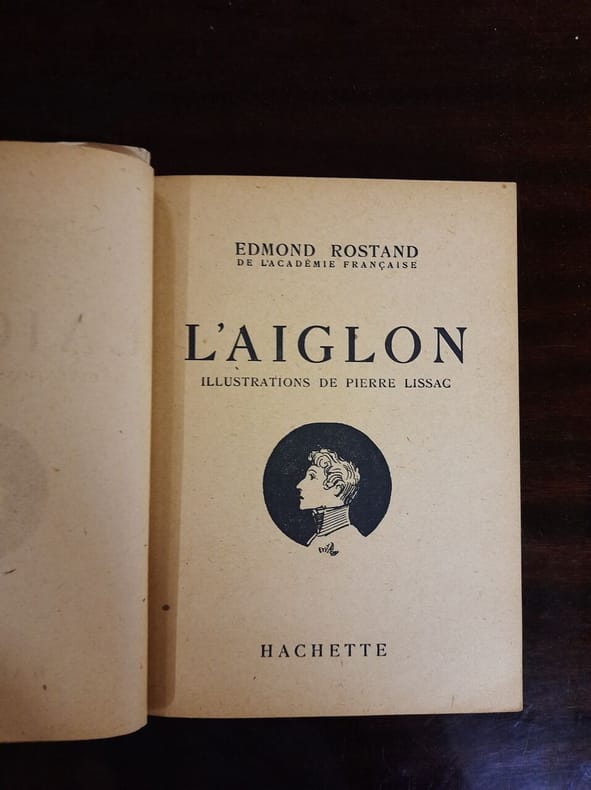 EDMOND ROSTAND
DE L'ACADÉMIE FRANÇAISE
L'AIGLON
ILLUSTRATIONS DE PIERRE LISSAC
HACHETTE